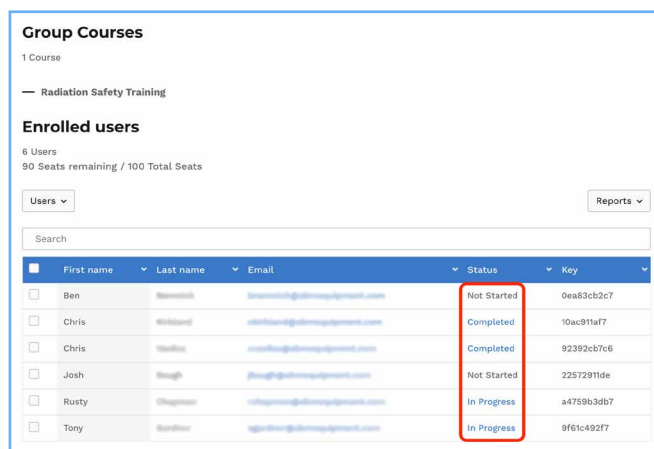 Group Courses
1 Course
— Radiation Safety Training
Enrolled users
6 Users
90 Seats remaining / 100 Total Seats
Users
Reports
Search
First name Last name Email Status Key
Ben Not Started 0ea83cb2c7
Chris Completed 10ac911af7
Chris Completed 92392cb7c6
Josh Not Started 22572911de
Rusty In Progress a4759b3db7
Tony In Progress 9f61c492f7